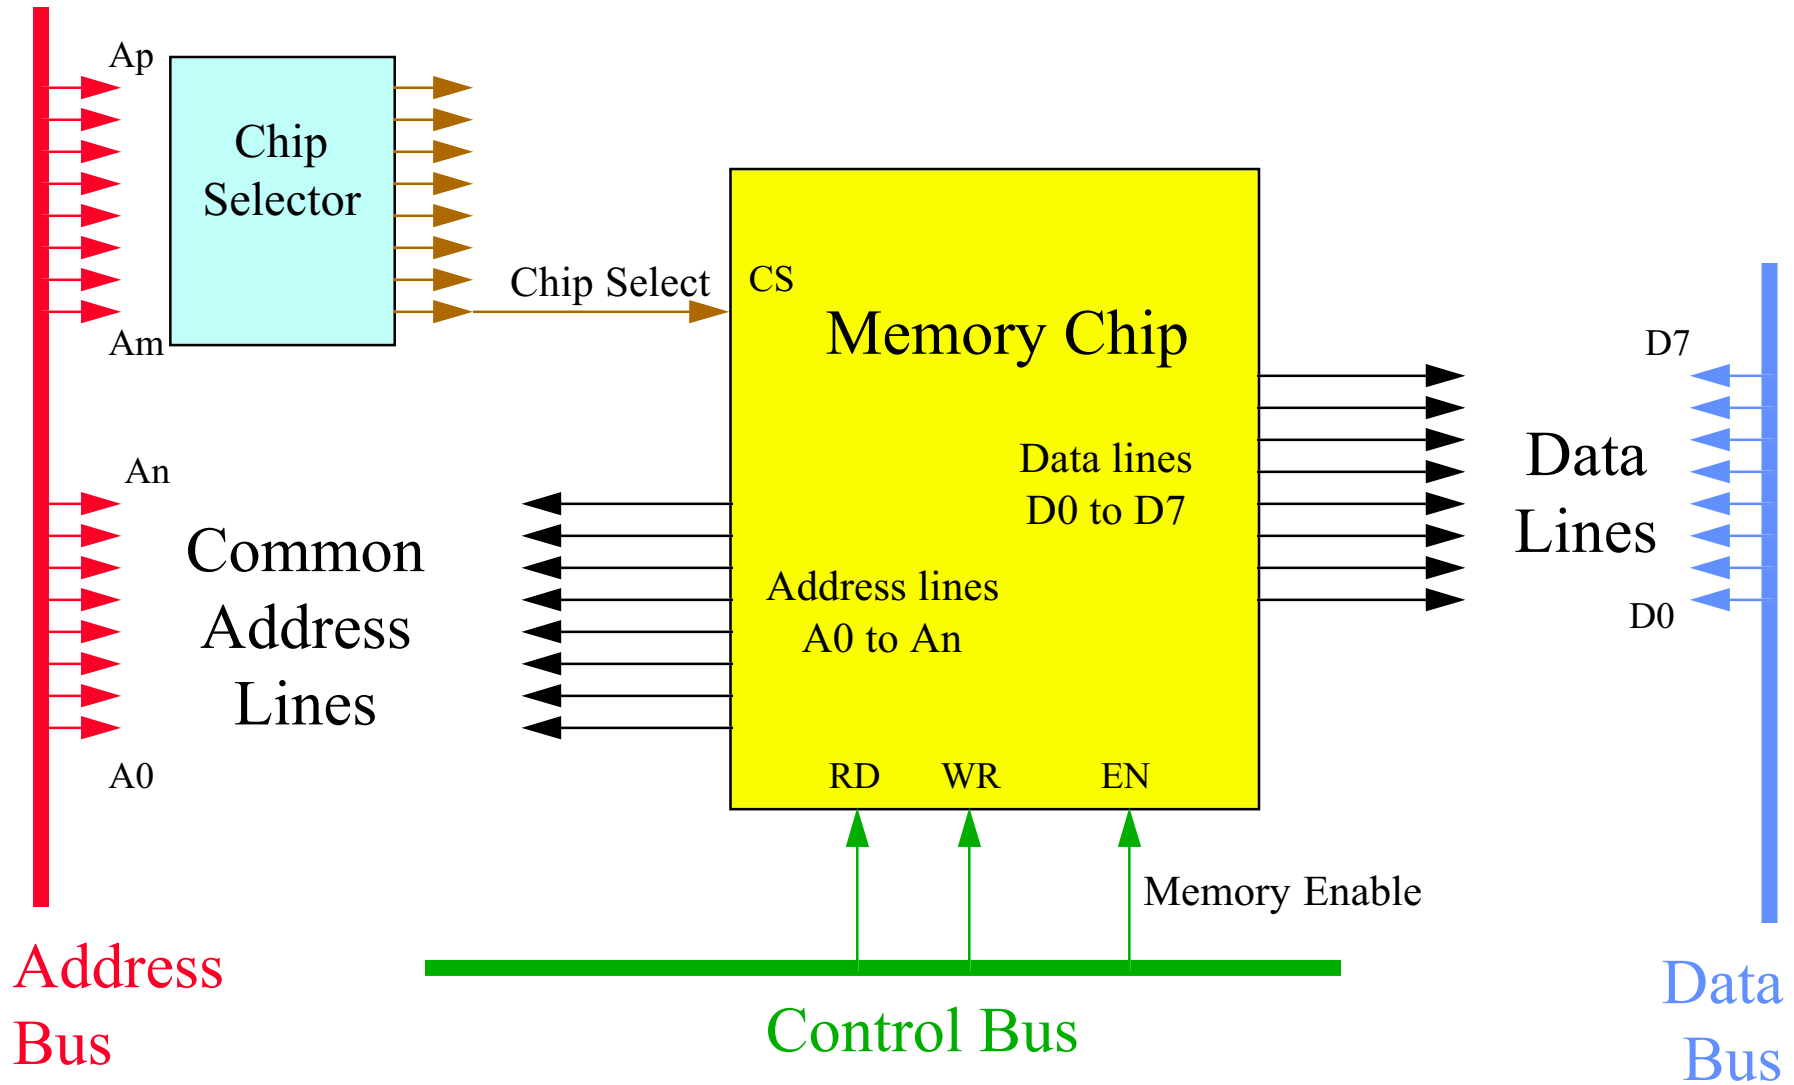 Ap
Chip
Selector
Am
Chip Select
CS
Memory Chip
D7
An
Data lines
D0 to D7
Data
Lines
Common
Address
Lines
Address lines
A0 to An
D0
A0
RD
WR
EN
Memory Enable
Address
Bus
Control Bus
Data
Bus